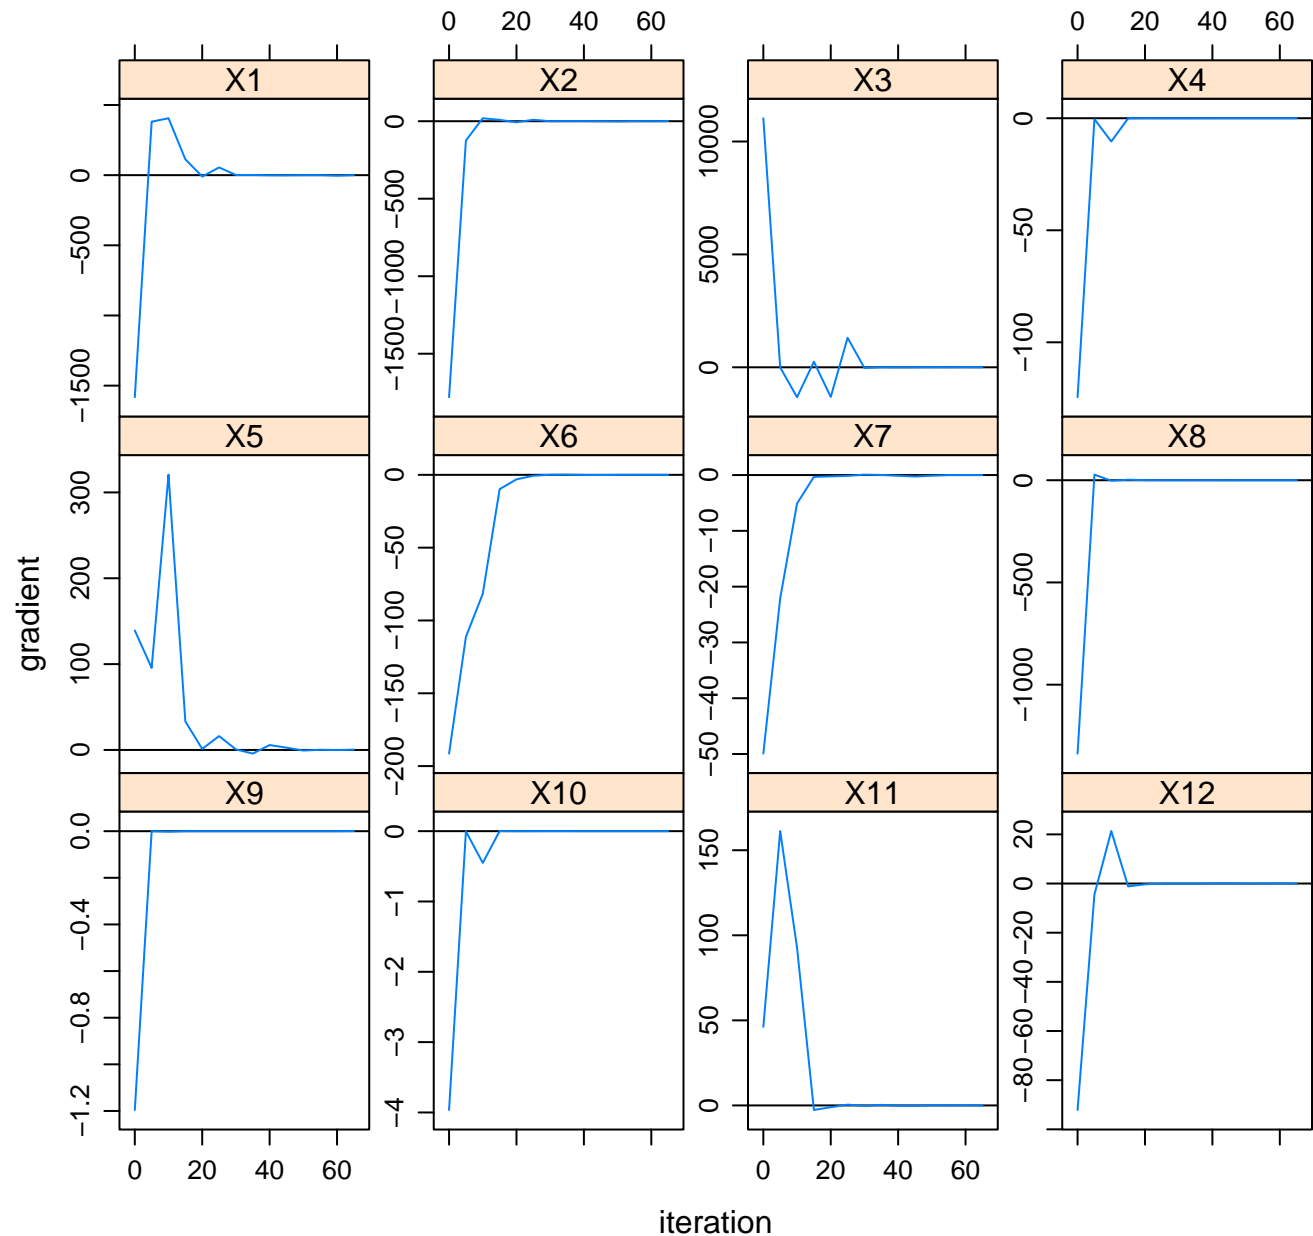 0 20 40 60 0 20 40 60
X1 X2 X3 X4
0 −500 −1500
0 −500 −1000 −1500
10000 5000 0
0 −50 −100
X5 X6 X7 X8
300 200 100 0
0 −50 −100 −150 −200
0 −10 −20 −30 −40 −50
0 −500 −1000
gradient
X9 X10 X11 X12
0.0 −0.4 −0.8 −1.2
0 −1 −2 −3 −4
150 100 50 0
20 0 −20 −40 −60 −80
0 20 40 60 0 20 40 60
iteration